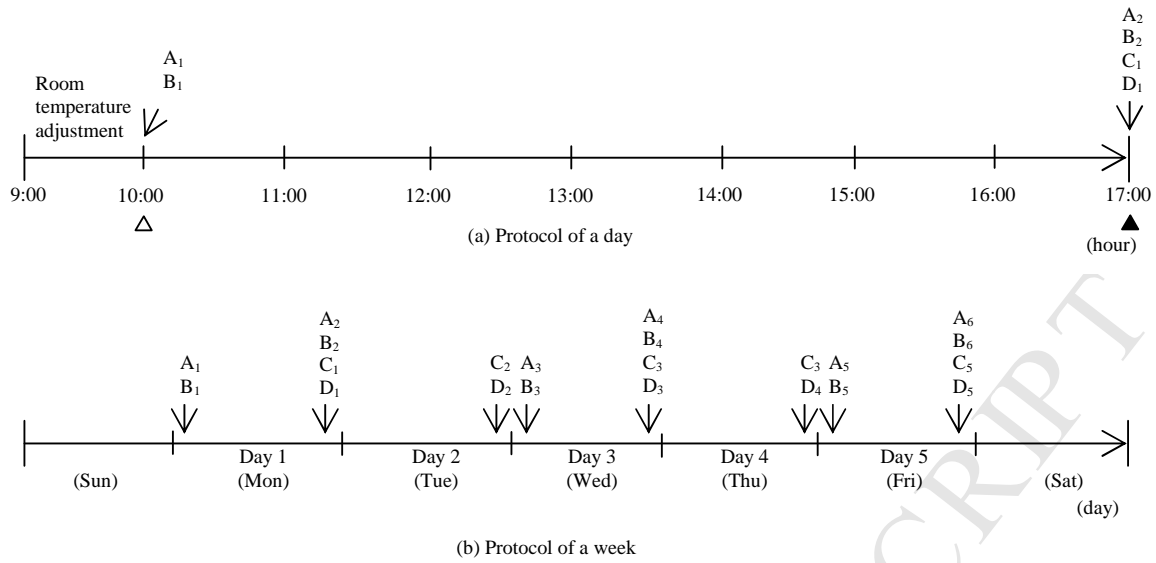 A₁
B₁
A₂
B₂
C₁
D₁
Room
temperature
adjustment
9:00 10:00 11:00 12:00 13:00 14:00 15:00 16:00 17:00
(a) Protocol of a day
(hour)
A₁
B₁
A₂
B₂
C₁
D₁
C₂ A₃
D₂ B₃
A₄
B₄
C₃
D₃
C₃ A₅
D₄ B₅
A₆
B₆
C₅
D₅
Day 1 Day 2 Day 3 Day 4 Day 5
(Sun) (Mon) (Tue) (Wed) (Thu) (Fri) (Sat)
(day)
(b) Protocol of a week
CRIPT